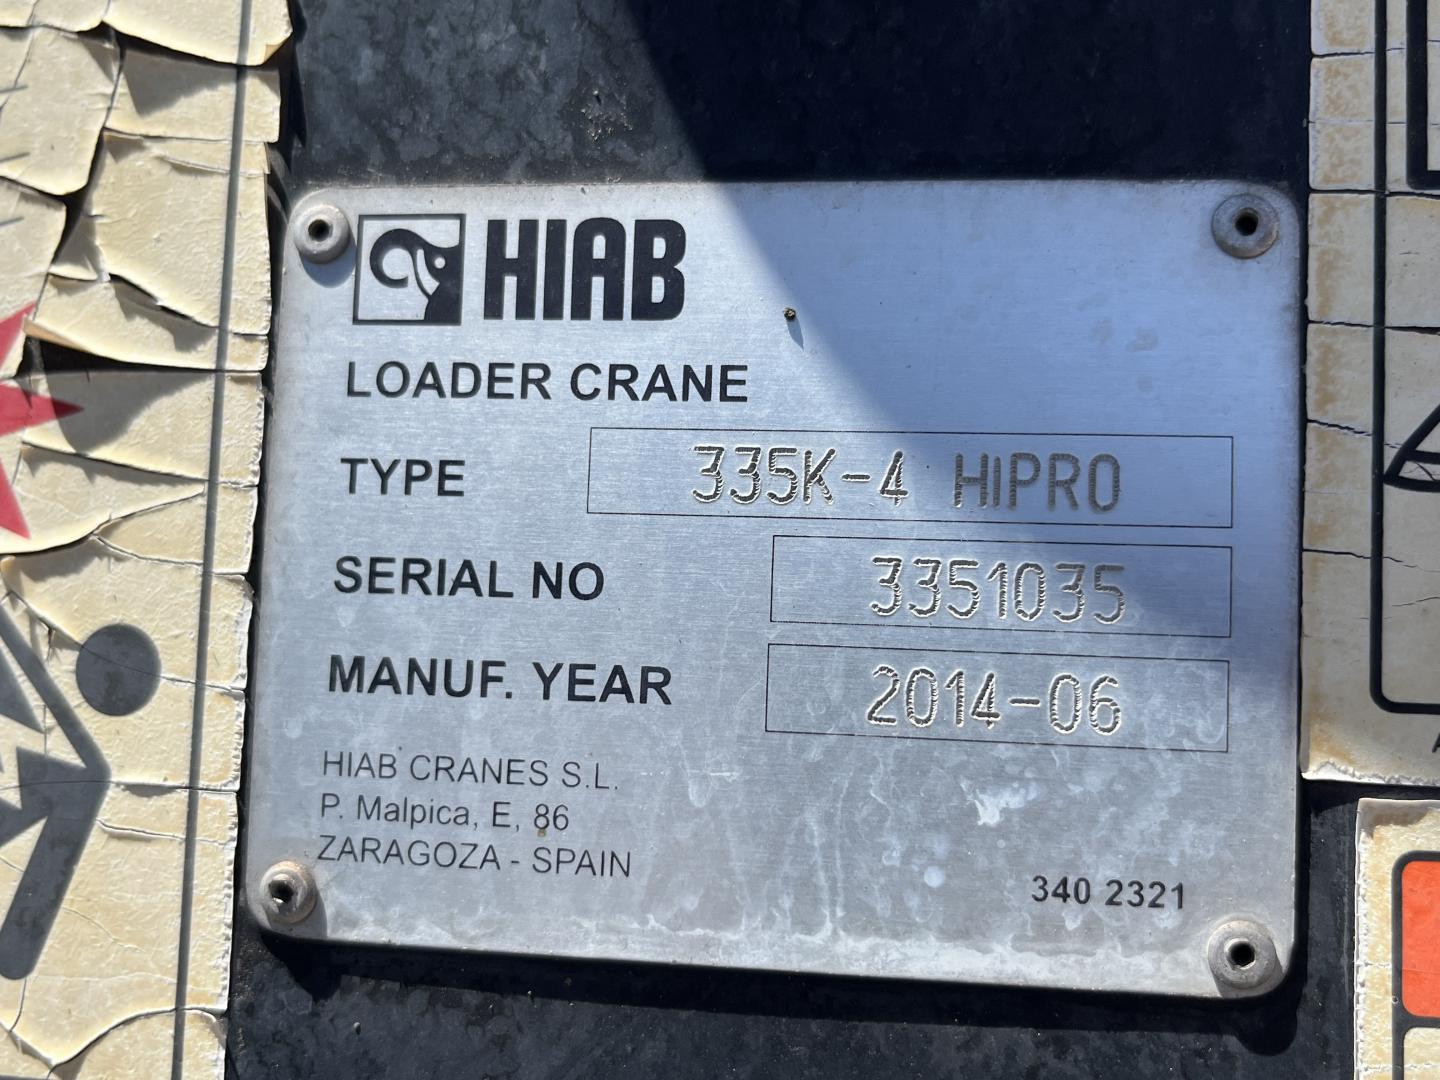 HIAB
LOADER CRANE
TYPE 335K-4 HIPRO
SERIAL NO 3351035
MANUF. YEAR 2014-06
HIAB CRANES S.L.
P. Malpica, E, 86
ZARAGOZA - SPAIN
340 2321